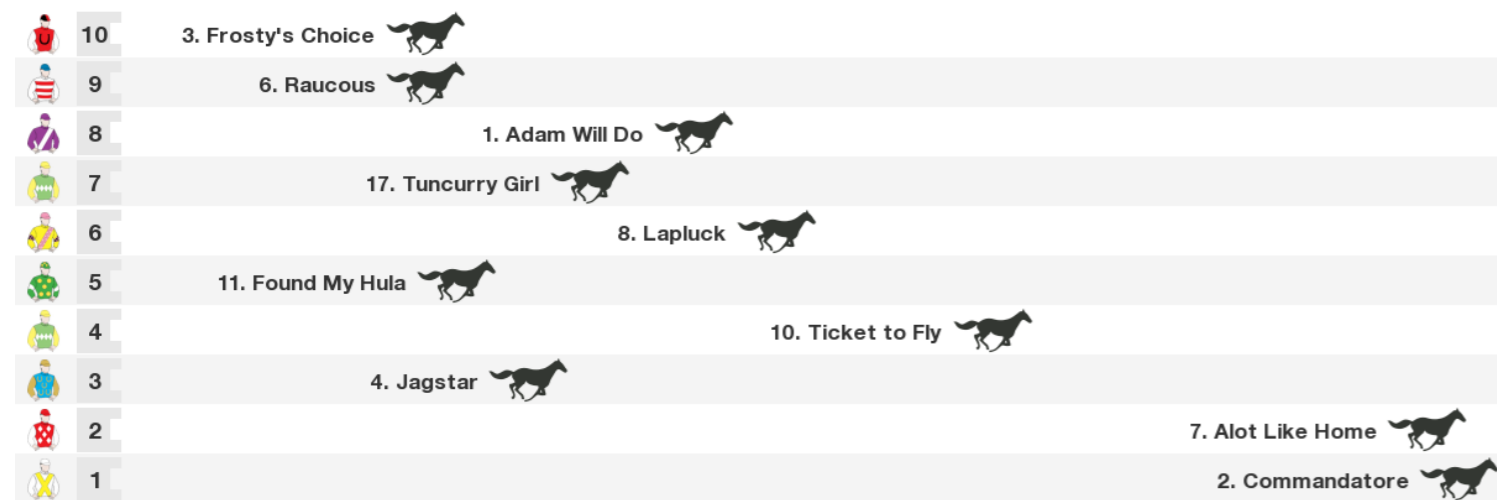 10 3. Frosty's Choice
9 6. Raucous
8 1. Adam Will Do
7 17. Tuncurry Girl
6 8. Lapluck
5 11. Found My Hula
4 10. Ticket to Fly
3 4. Jagstar
2 7. Alot Like Home
1 2. Commandatore